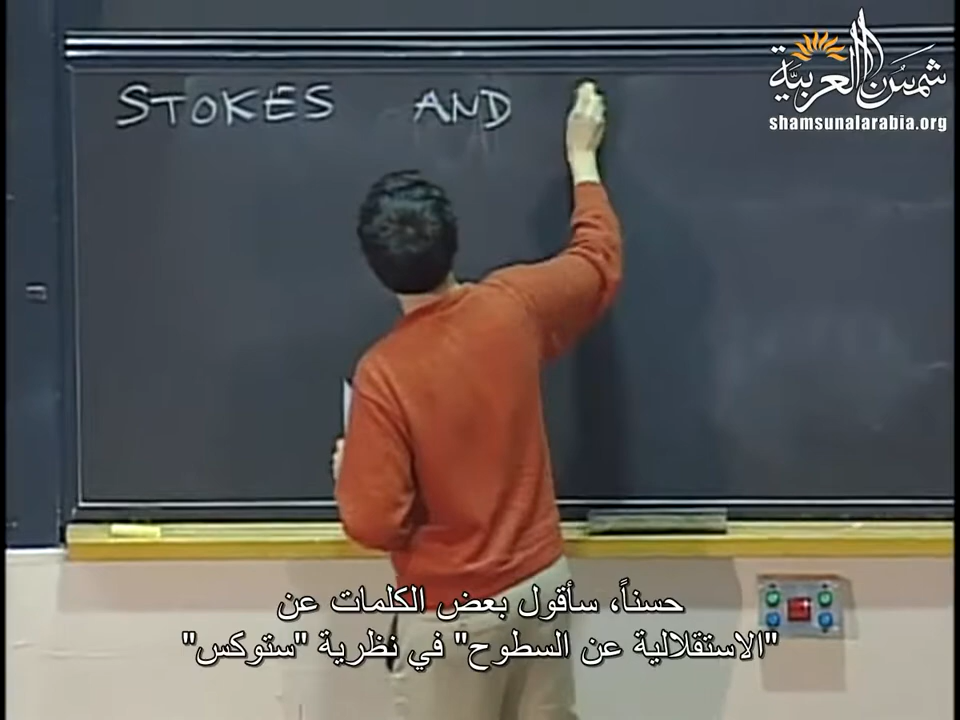 شمس العربية
shamsunalarabia.org
STOKES AND
حسناً، سأقول بعض الكلمات عن
"الاستقلالية عن السطوح" في نظرية "ستوكس"